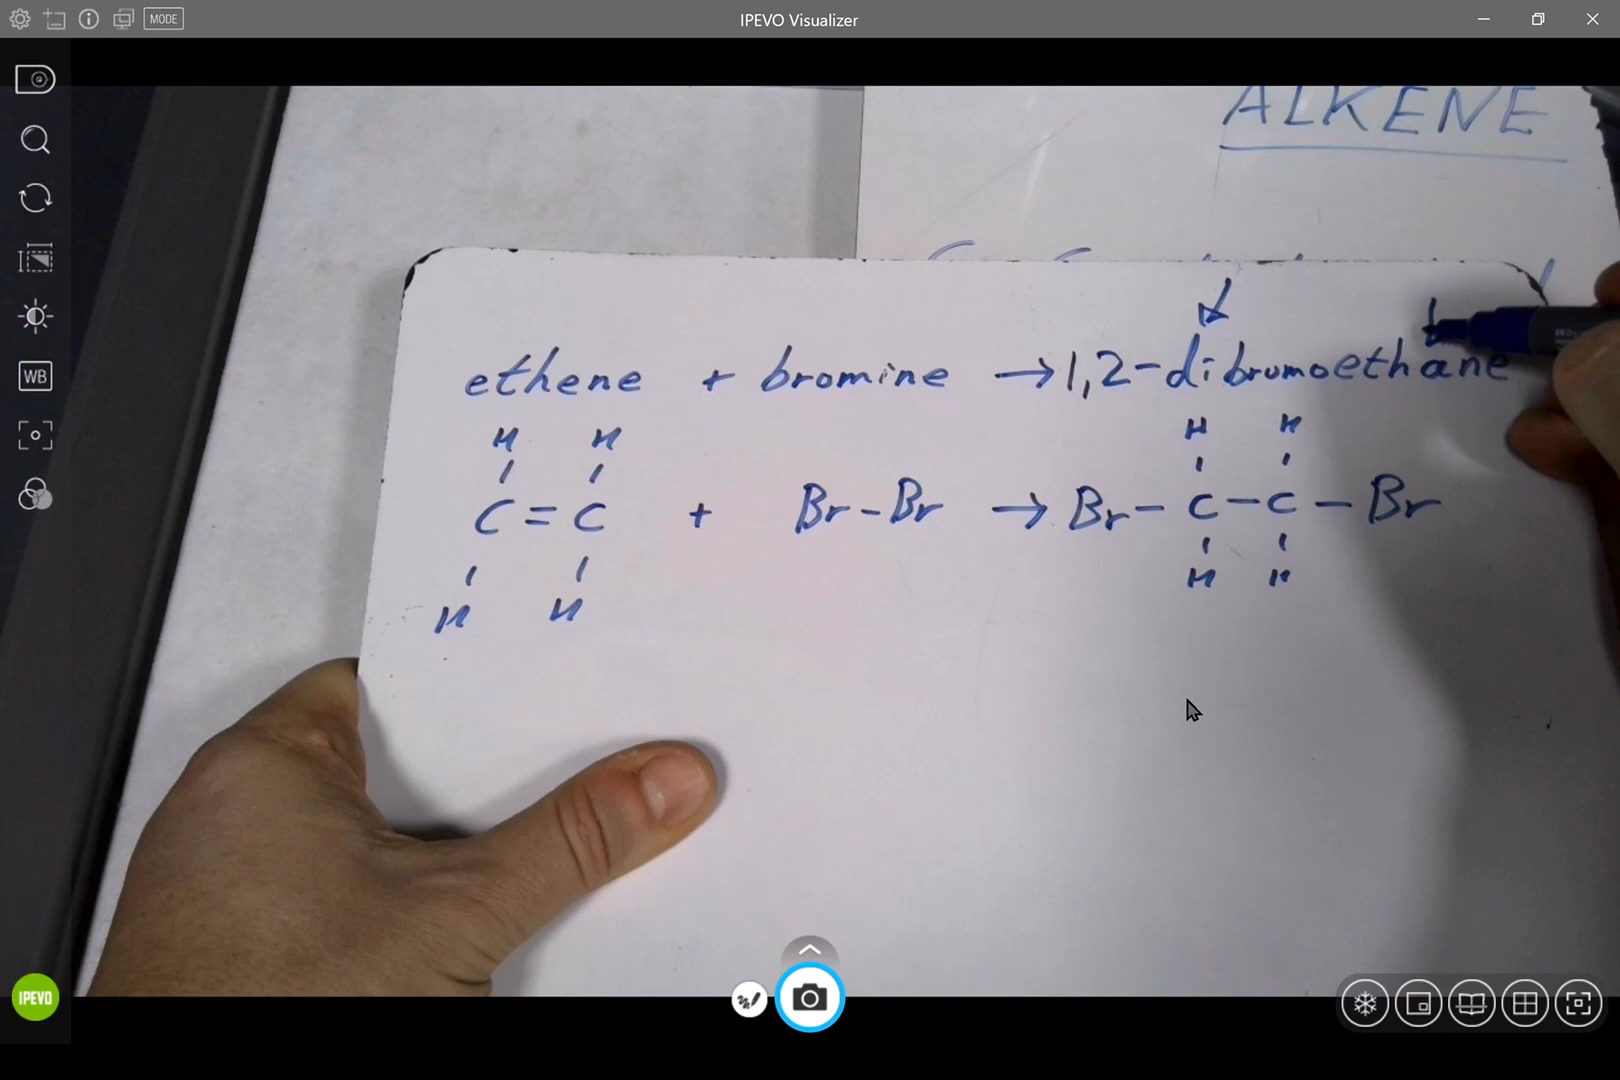 IPEVO Visualizer
MODE
WB
ALKENE
ethene + bromine → 1,2-dibromoethane
H H H H
C = C + Br - Br → Br - C - C - Br
H H H H
IPEVO